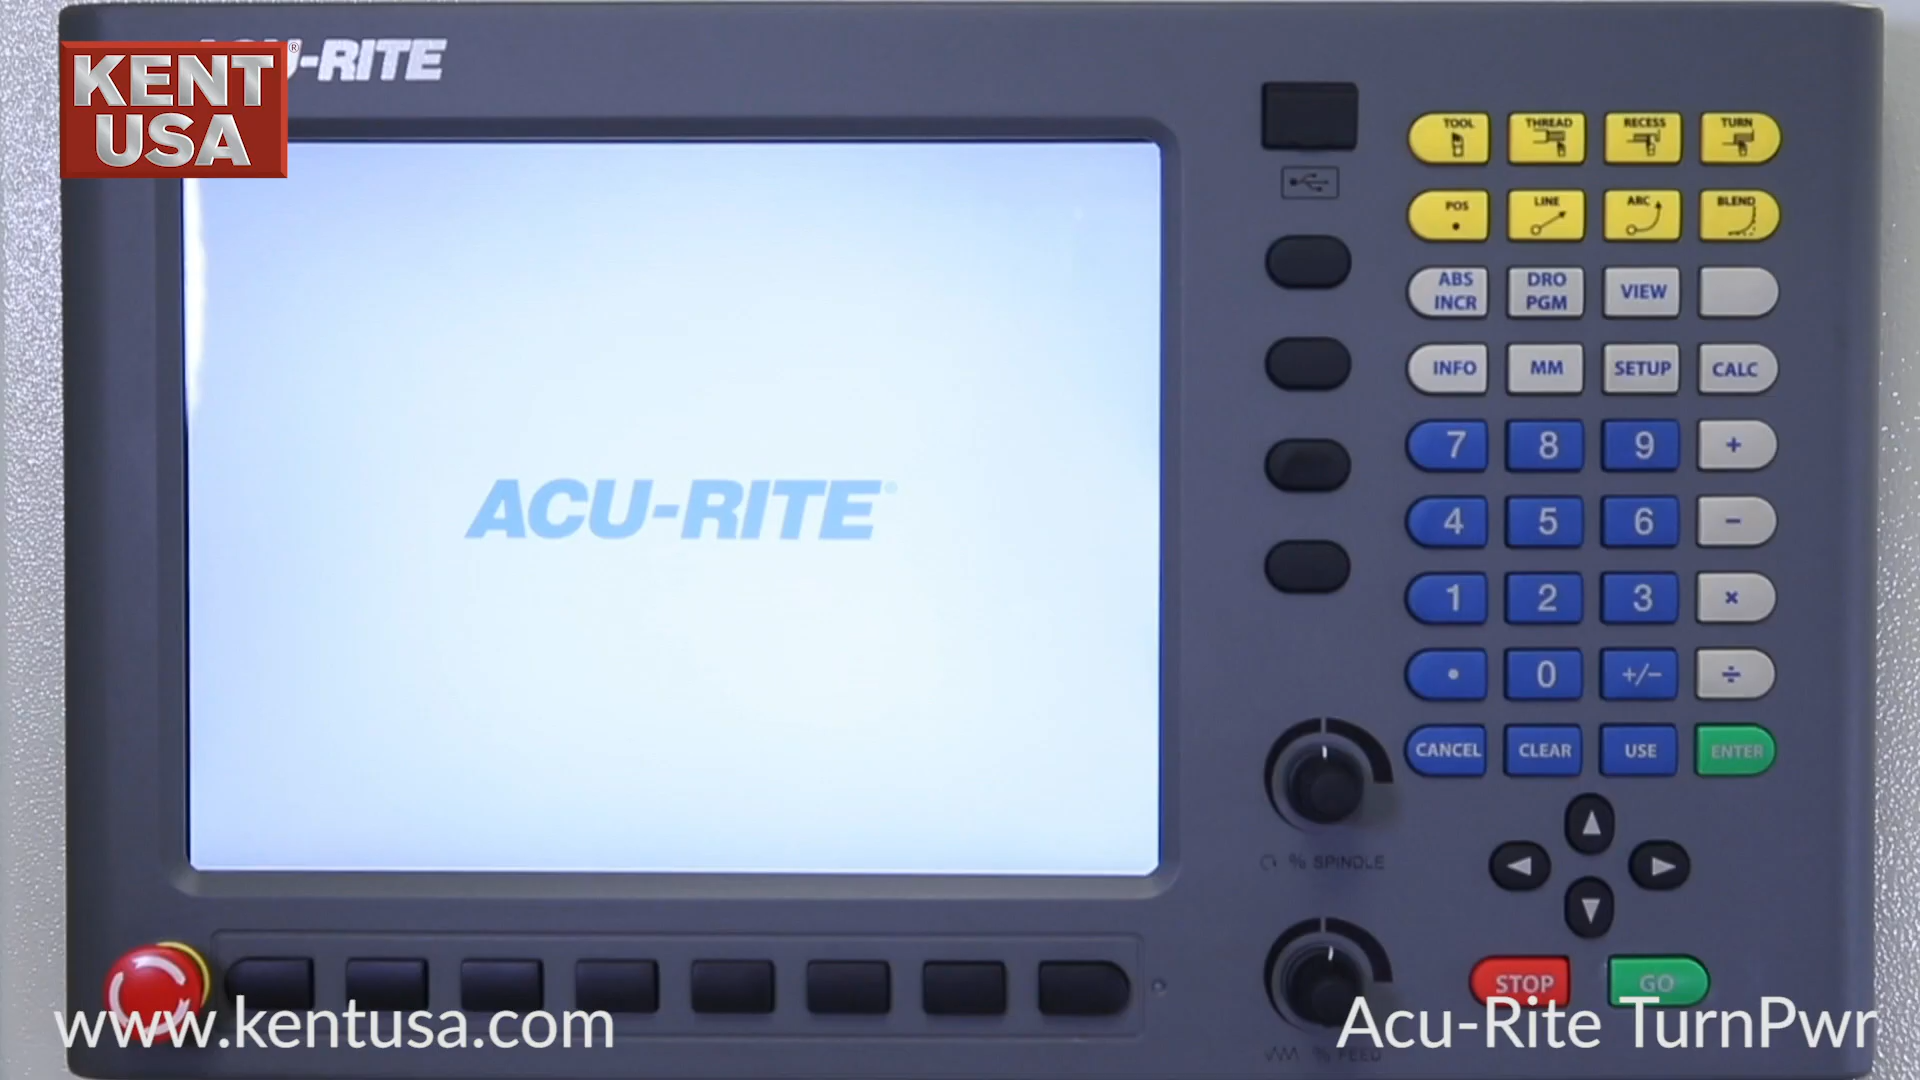 ACU-RITE
KENT
USA
ACU-RITE
TOOL THREAD RECESS TURN
POS LINE ARC BLEND
ABS INCR DRO PGM VIEW
INFO MM SETUP CALC
7 8 9 +
4 5 6 −
1 2 3 ×
• 0 +/− ÷
CANCEL CLEAR USE ENTER
% SPINDLE
STOP GO
% FEED
www.kentusa.com
Acu-Rite TurnPwr